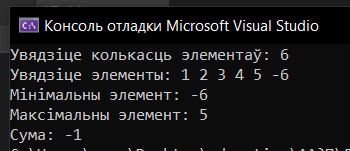 Консоль отладки Microsoft Visual Studio
Увядзіце колькасць элементаў: 6
Увядзіце элементы: 1 2 3 4 5 -6
Мінімальны элемент: -6
Максімальны элемент: 5
Сума: -1